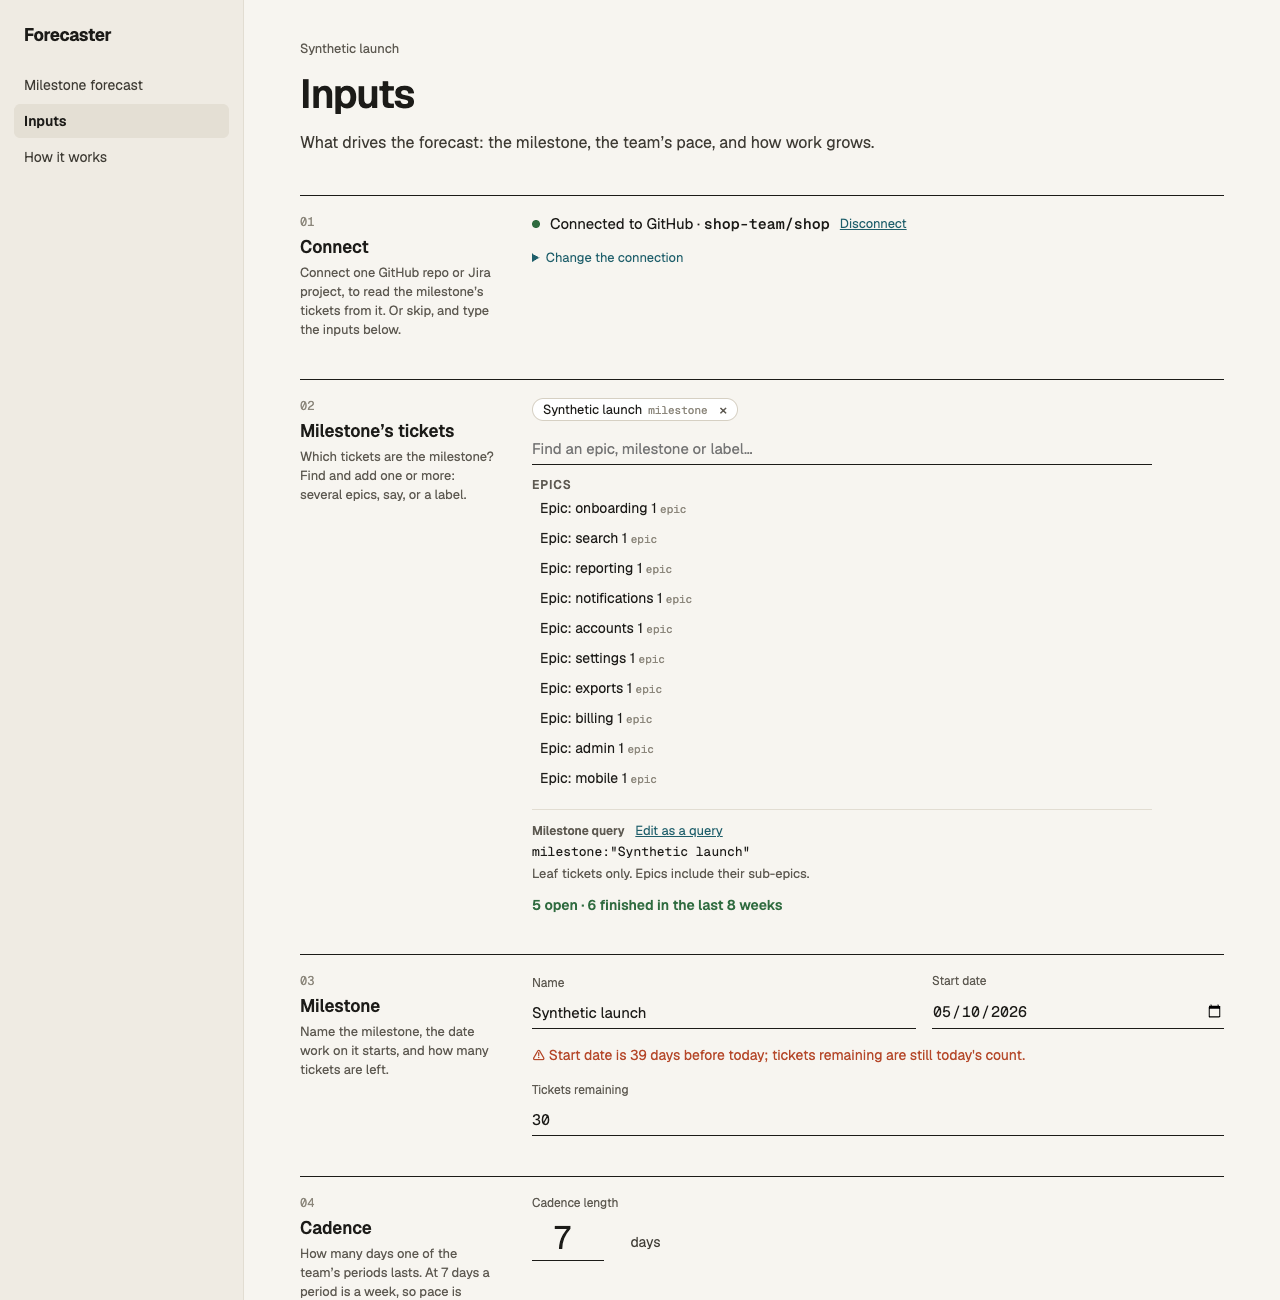 Forecaster
Milestone forecast
Inputs
How it works
Synthetic launch
Inputs
What drives the forecast: the milestone, the team’s pace, and how work grows.
01
Connect
Connect one GitHub repo or Jira
project, to read the milestone’s
tickets from it. Or skip, and type
the inputs below.
Connected to GitHub · shop-team/shop Disconnect
▶ Change the connection
02
Milestone’s tickets
Which tickets are the milestone?
Find and add one or more:
several epics, say, or a label.
Synthetic launch milestone ×
Find an epic, milestone or label…
EPICS
Epic: onboarding 1 epic
Epic: search 1 epic
Epic: reporting 1 epic
Epic: notifications 1 epic
Epic: accounts 1 epic
Epic: settings 1 epic
Epic: exports 1 epic
Epic: billing 1 epic
Epic: admin 1 epic
Epic: mobile 1 epic
Milestone query Edit as a query
milestone:"Synthetic launch"
Leaf tickets only. Epics include their sub-epics.
5 open · 6 finished in the last 8 weeks
03
Milestone
Name the milestone, the date
work on it starts, and how many
tickets are left.
Name
Synthetic launch
Start date
05/10/2026
⚠ Start date is 39 days before today; tickets remaining are still today's count.
Tickets remaining
30
04
Cadence
How many days one of the
team’s periods lasts. At 7 days a
period is a week, so pace is
Cadence length
7 days